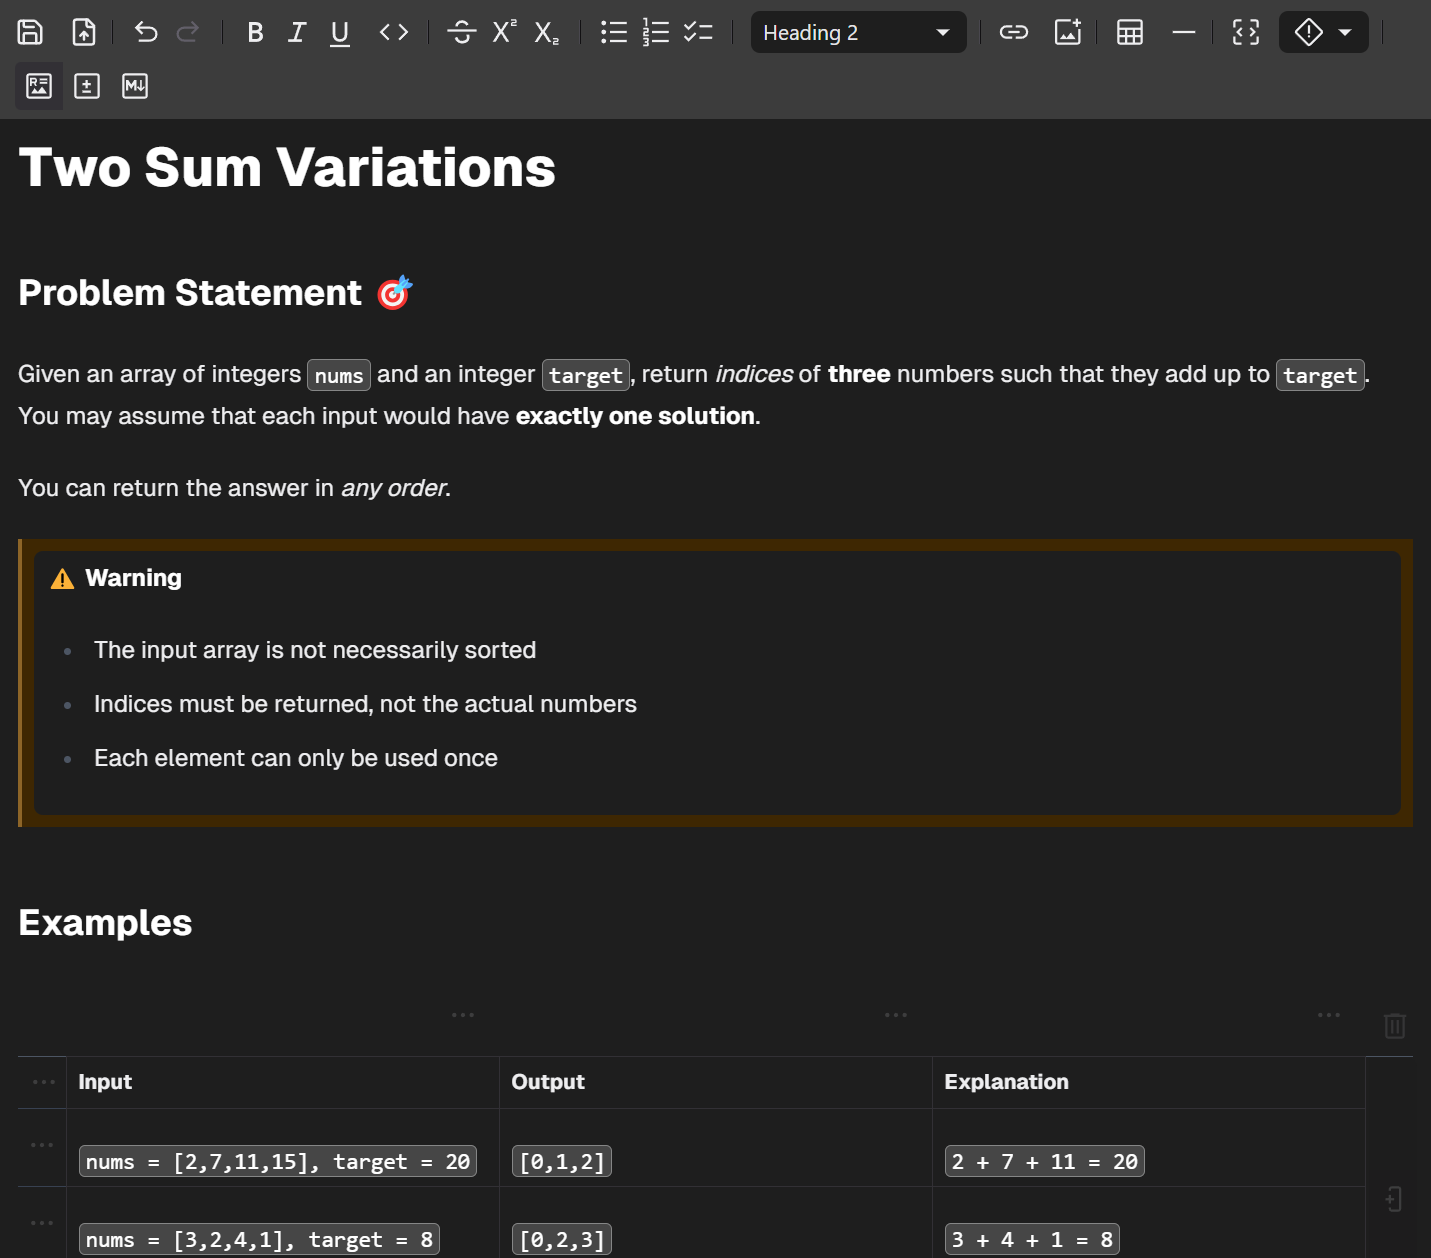 B I U <> S X² X₂ Heading 2
R M↓
Two Sum Variations
Problem Statement 🎯
Given an array of integers nums and an integer target, return indices of three numbers such that they add up to target.
You may assume that each input would have exactly one solution.
You can return the answer in any order.
⚠️ Warning
• The input array is not necessarily sorted
• Indices must be returned, not the actual numbers
• Each element can only be used once
Examples
Input Output Explanation
nums = [2,7,11,15], target = 20 [0,1,2] 2 + 7 + 11 = 20
nums = [3,2,4,1], target = 8 [0,2,3] 3 + 4 + 1 = 8